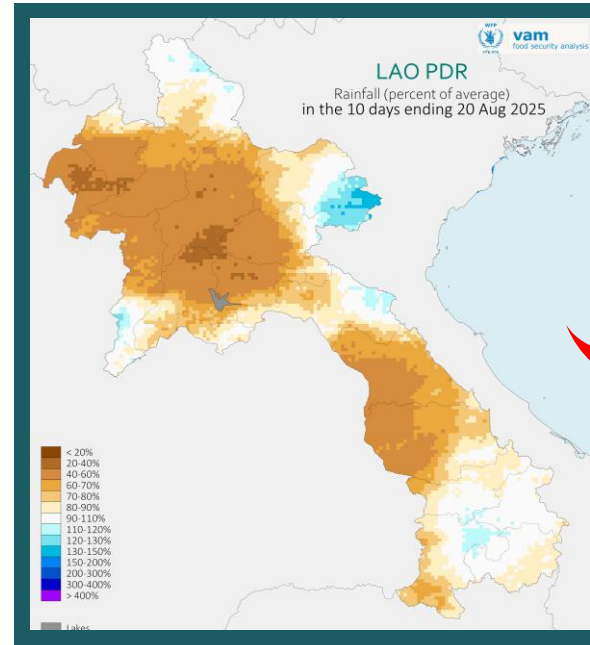 WFP
vam
food security analysis
LAO PDR
Rainfall (percent of average)
in the 10 days ending 20 Aug 2025
< 20%
20-40%
40-60%
60-70%
70-80%
80-90%
90-110%
110-120%
120-130%
130-150%
150-200%
200-300%
300-400%
> 400%
Lakes